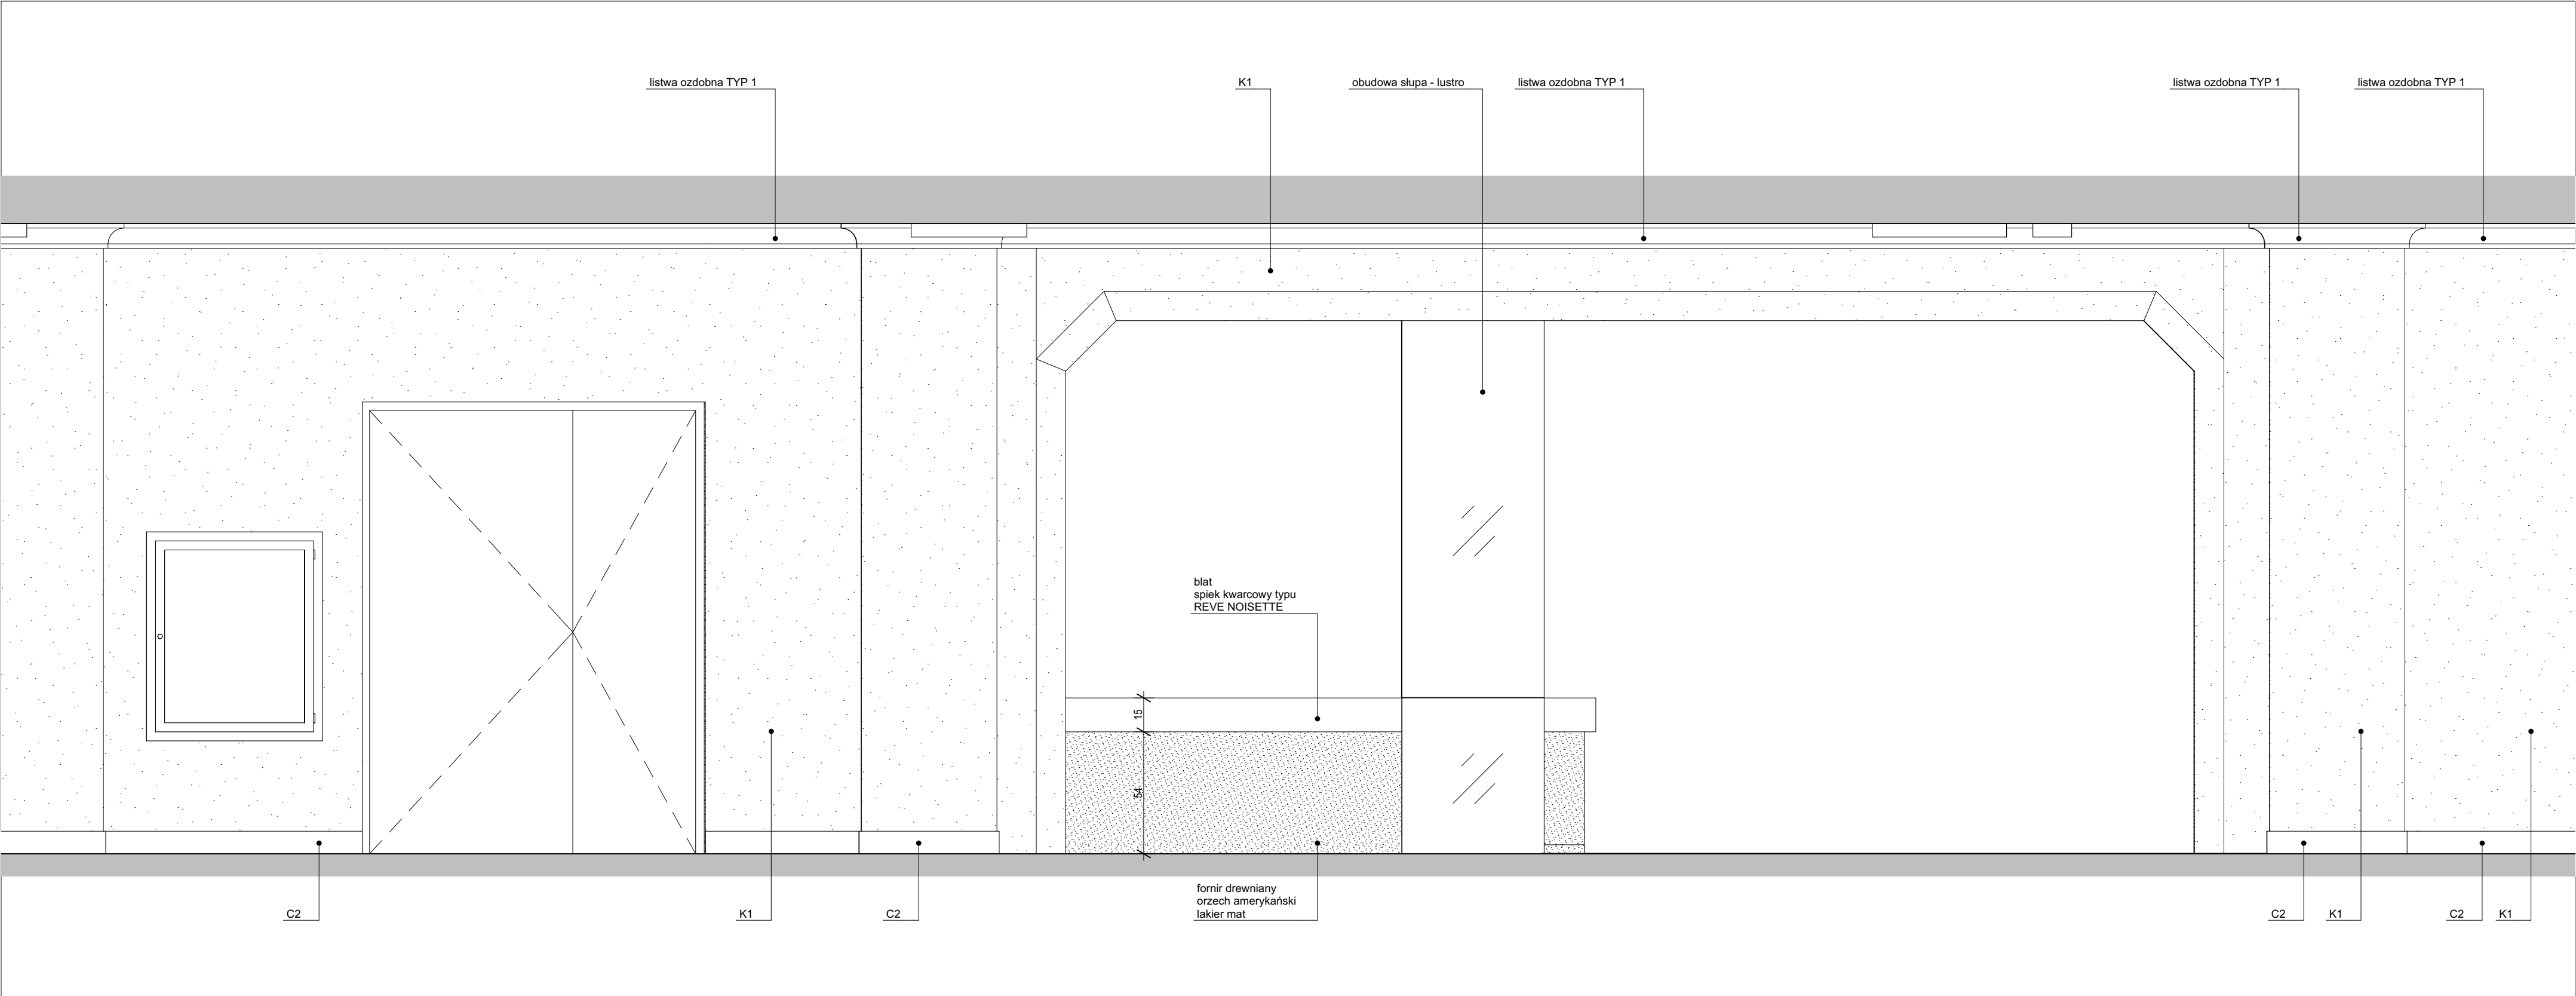 listwa ozdobna TYP 1
K1
obudowa słupa - lustro
listwa ozdobna TYP 1
listwa ozdobna TYP 1
listwa ozdobna TYP 1
blat
spiek kwarcowy typu
REVE NOISETTE
15
54
fornir drewniany
orzech amerykański
lakier mat
C2
K1
C2
C2
K1
C2
K1